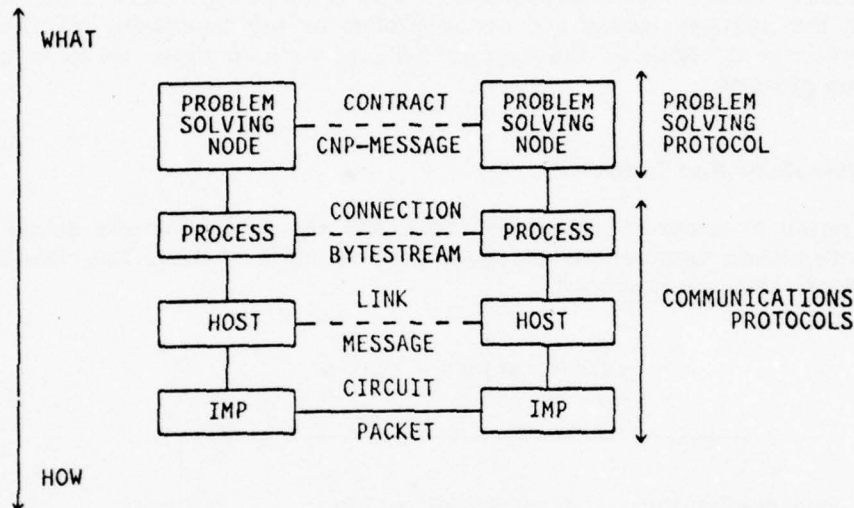 WHAT
PROBLEM
SOLVING
NODE
CONTRACT
CNP-MESSAGE
PROBLEM
SOLVING
NODE
PROBLEM
SOLVING
PROTOCOL
PROCESS
CONNECTION
BYTESTREAM
PROCESS
HOST
LINK
MESSAGE
HOST
COMMUNICATIONS
PROTOCOLS
IMP
CIRCUIT
PACKET
IMP
HOW